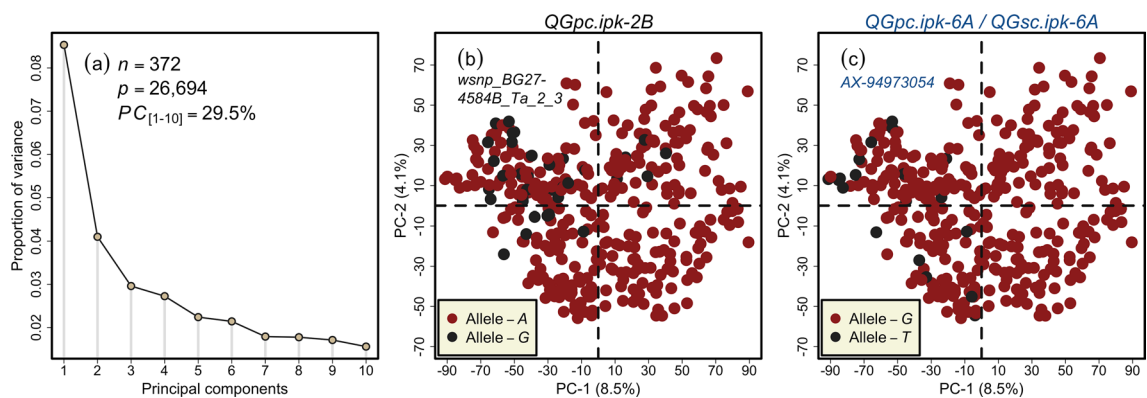 (a)
n = 372
p = 26,694
PC[1-10] = 29.5%
Proportion of variance
0.08
0.07
0.06
0.05
0.04
0.03
0.02
1 2 3 4 5 6 7 8 9 10
Principal components
QGpc.ipk-2B
(b)
wsnp_BG27-
4584B_Ta_2_3
PC-2 (4.1%)
70
50
30
10
-10
-30
-50
-70
Allele – A
Allele – G
-90 -70 -50 -30 -10 10 30 50 70 90
PC-1 (8.5%)
QGpc.ipk-6A / QGsc.ipk-6A
(c)
AX-94973054
PC-2 (4.1%)
70
50
30
10
-10
-30
-50
-70
Allele – G
Allele – T
-90 -70 -50 -30 -10 10 30 50 70 90
PC-1 (8.5%)